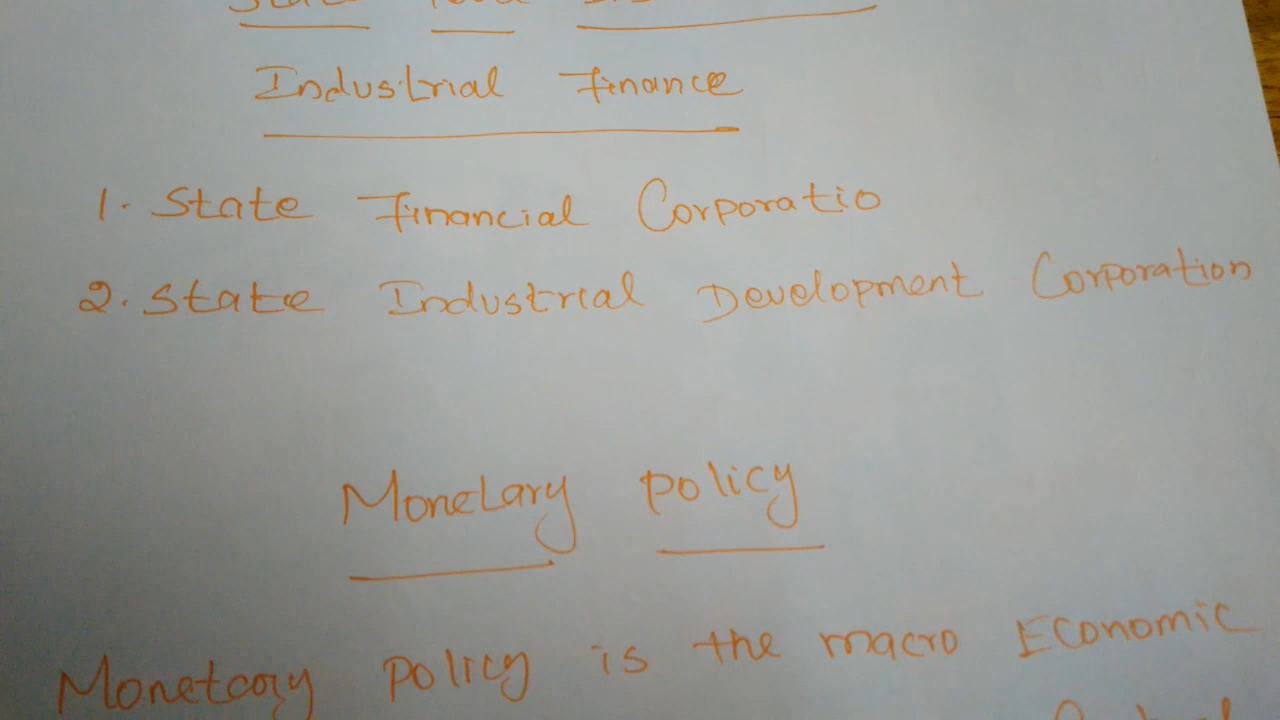 State
Industrial Finance
1. State Financial Corporatio
2. State Industrial Development Corporation
Monetary policy
Monetary policy is the macro Economic